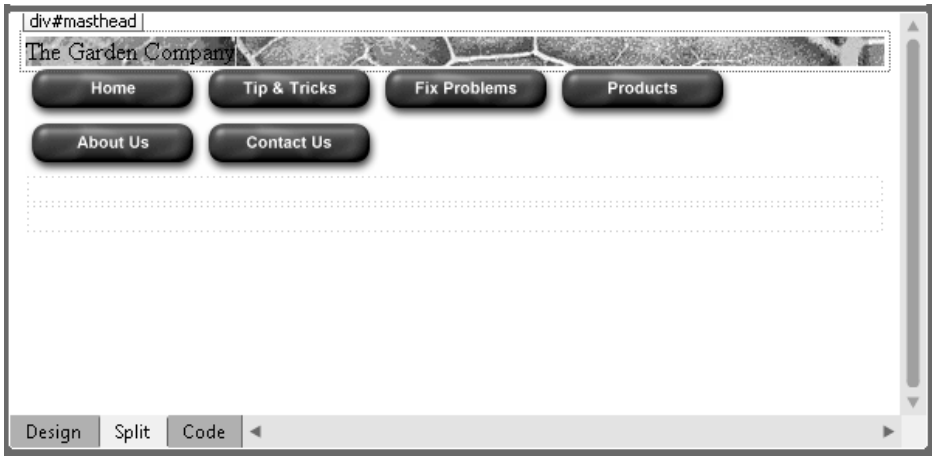 div#masthead
The Garden Company
Home Tip & Tricks Fix Problems Products
About Us Contact Us
Design Split Code